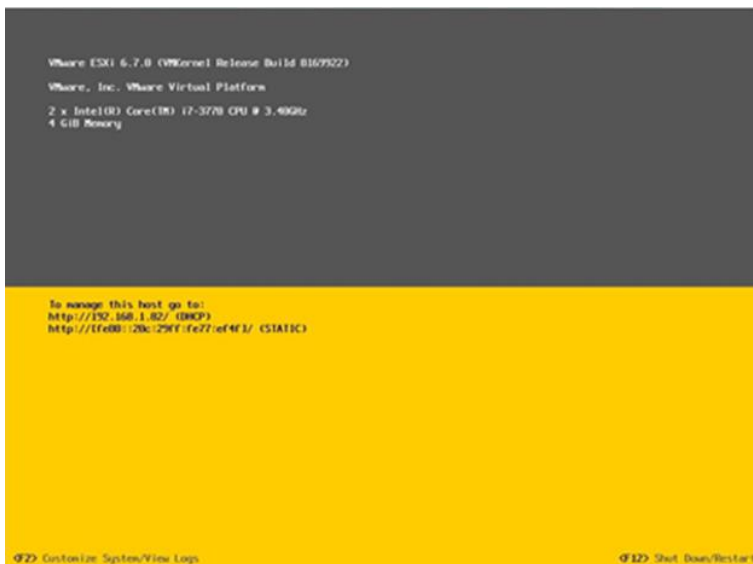 VMware ESXi 6.7.0 (VMKernel Release Build 8169922)
VMware, Inc. VMware Virtual Platform
2 x Intel(R) Core(TM) i7-3770 CPU @ 3.40GHz
4 GiB Memory
To manage this host go to:
http://192.168.1.82/ (DHCP)
http://[fe80::20c:29ff:fe77:ef4f]/ (STATIC)
<F2> Customize System/View Logs
<F12> Shut Down/Restart